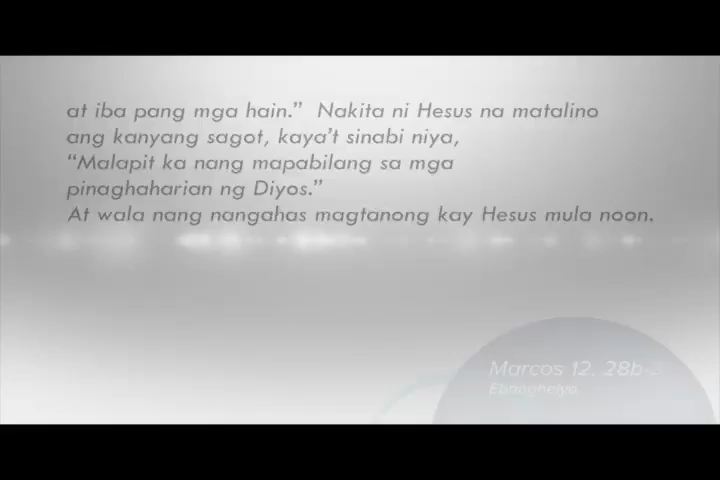 at iba pang mga hain.” Nakita ni Hesus na matalino
ang kanyang sagot, kaya’t sinabi niya,
“Malapit ka nang mapabilang sa mga
pinaghaharian ng Diyos.”
At wala nang nangahas magtanong kay Hesus mula noon.
Marcos 12, 28b-
Ebanghelyo